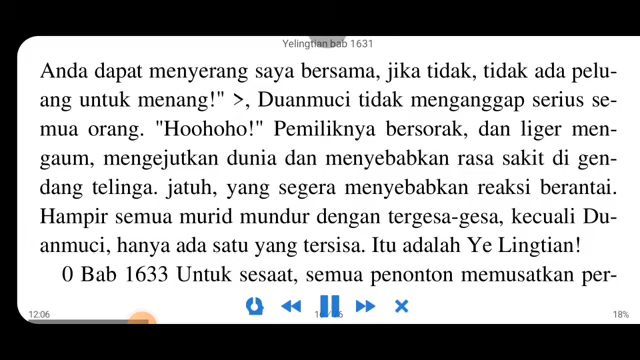 Yelingtian bab 1631
Anda dapat menyerang saya bersama, jika tidak, tidak ada pelu-
ang untuk menang!" >, Duanmuci tidak menganggap serius se-
mua orang. "Hoohoho!" Pemiliknya bersorak, dan liger men-
gaum, mengejutkan dunia dan menyebabkan rasa sakit di gen-
dang telinga. jatuh, yang segera menyebabkan reaksi berantai.
Hampir semua murid mundur dengan tergesa-gesa, kecuali Du-
anmuci, hanya ada satu yang tersisa. Itu adalah Ye Lingtian!
0 Bab 1633 Untuk sesaat, semua penonton memusatkan per-
12:06
18%